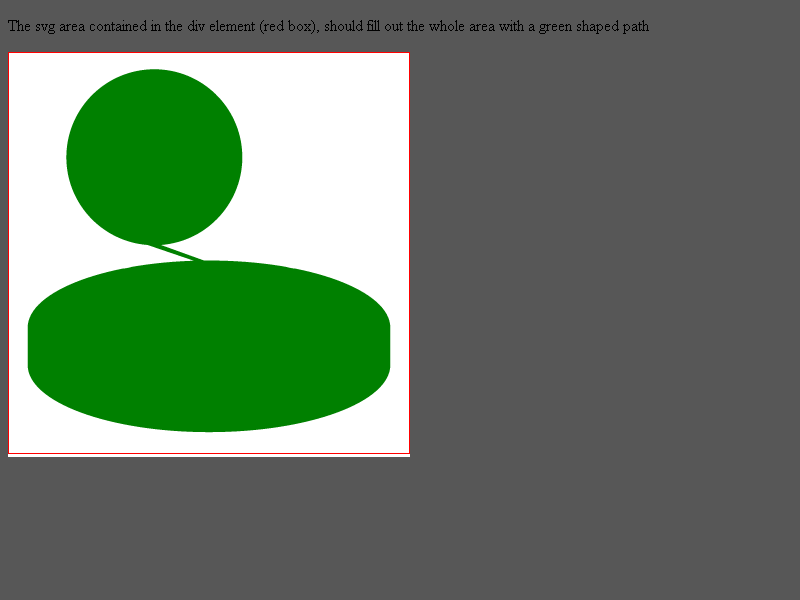 The svg area contained in the div element (red box), should fill out the whole area with a green shaped path